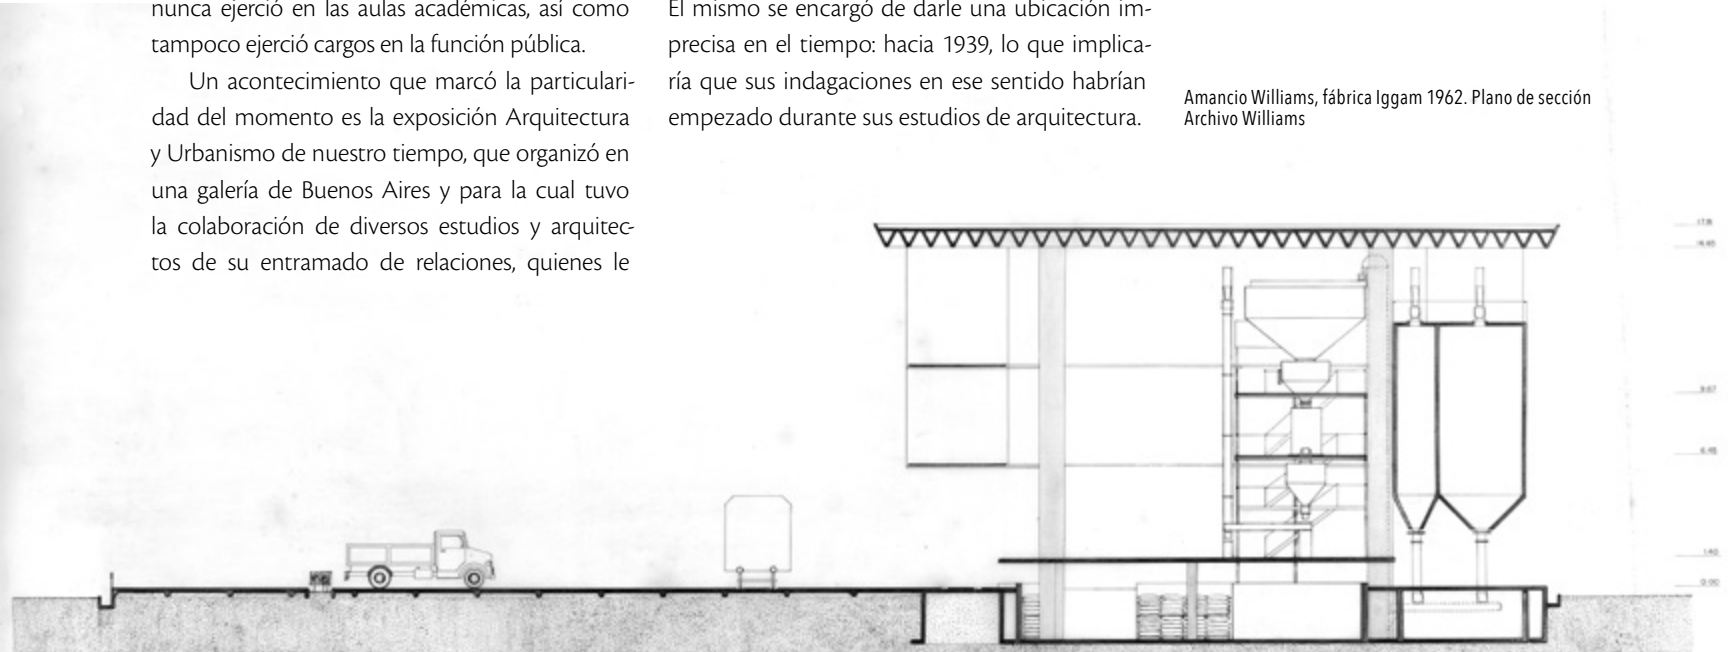 nunca ejerció en las aulas académicas, así como
tampoco ejerció cargos en la función pública.
Un acontecimiento que marcó la particulari-
dad del momento es la exposición Arquitectura
y Urbanismo de nuestro tiempo, que organizó en
una galería de Buenos Aires y para la cual tuvo
la colaboración de diversos estudios y arquitec-
tos de su entramado de relaciones, quienes le
El mismo se encargó de darle una ubicación im-
precisa en el tiempo: hacia 1939, lo que implica-
ría que sus indagaciones en ese sentido habrían
empezado durante sus estudios de arquitectura.
Amancio Williams, fábrica Iggam 1962. Plano de sección
Archivo Williams
1.40
0.00